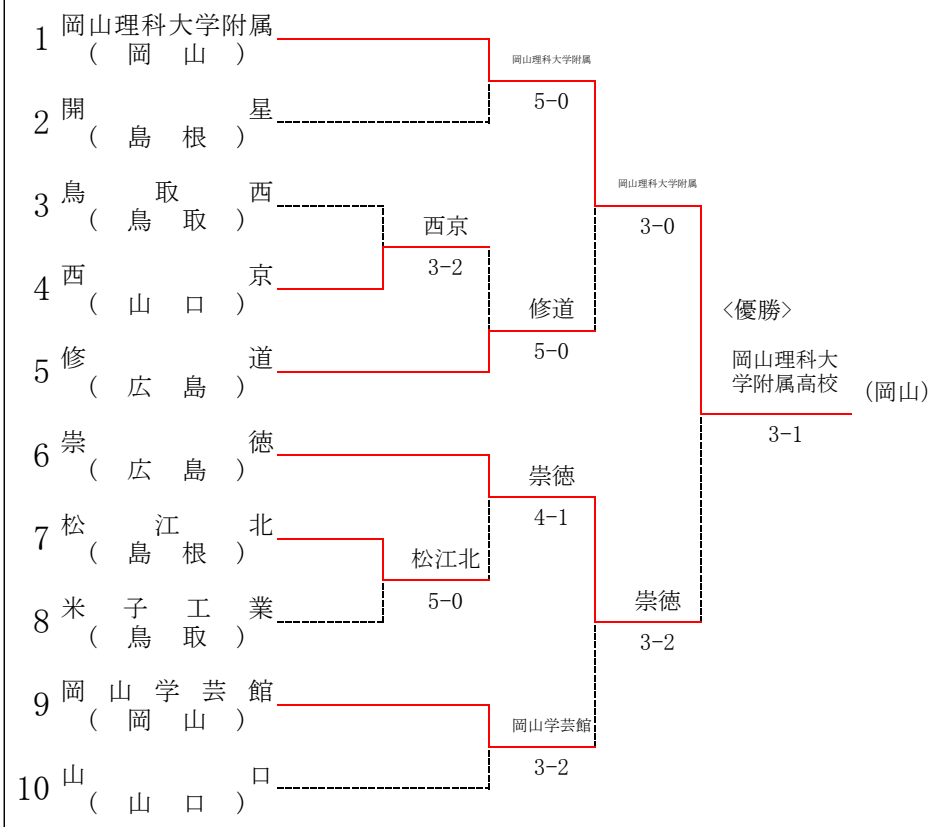 1 岡山理科大学附属
( 岡 山 )
2 開 星
( 島 根 )
3 鳥 取 西
( 鳥 取 )
4 西 京
( 山 口 )
5 修 道
( 広 島 )
6 崇 徳
( 広 島 )
7 松 江 北
( 島 根 )
8 米 子 工 業
( 鳥 取 )
9 岡 山 学 芸 館
( 岡 山 )
10 山 口
( 山 口 )
西京
3-2
松江北
5-0
岡山理科大学附属
5-0
修道
5-0
崇徳
4-1
岡山学芸館
3-2
岡山理科大学附属
3-0
崇徳
3-2
<優勝>
岡山理科大
学附属高校
(岡山)
3-1